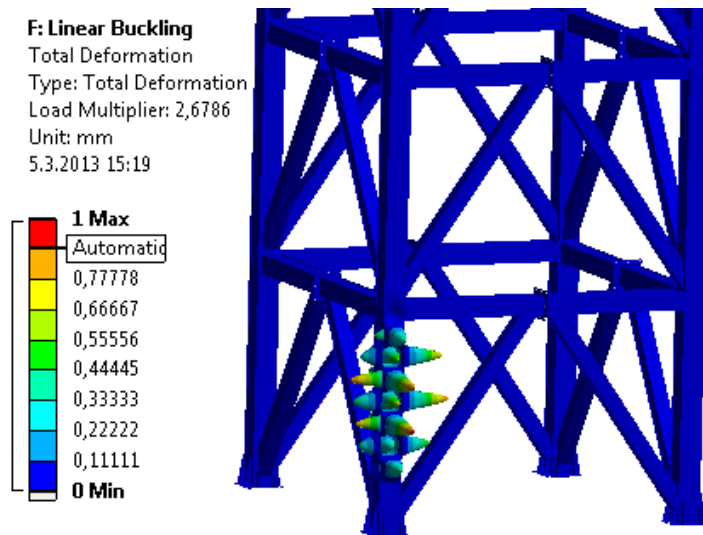 F: Linear Buckling
Total Deformation
Type: Total Deformation
Load Multiplier: 2,6786
Unit: mm
5.3.2013 15:19
1 Max
Automatic
0,77778
0,66667
0,55556
0,44445
0,33333
0,22222
0,11111
0 Min